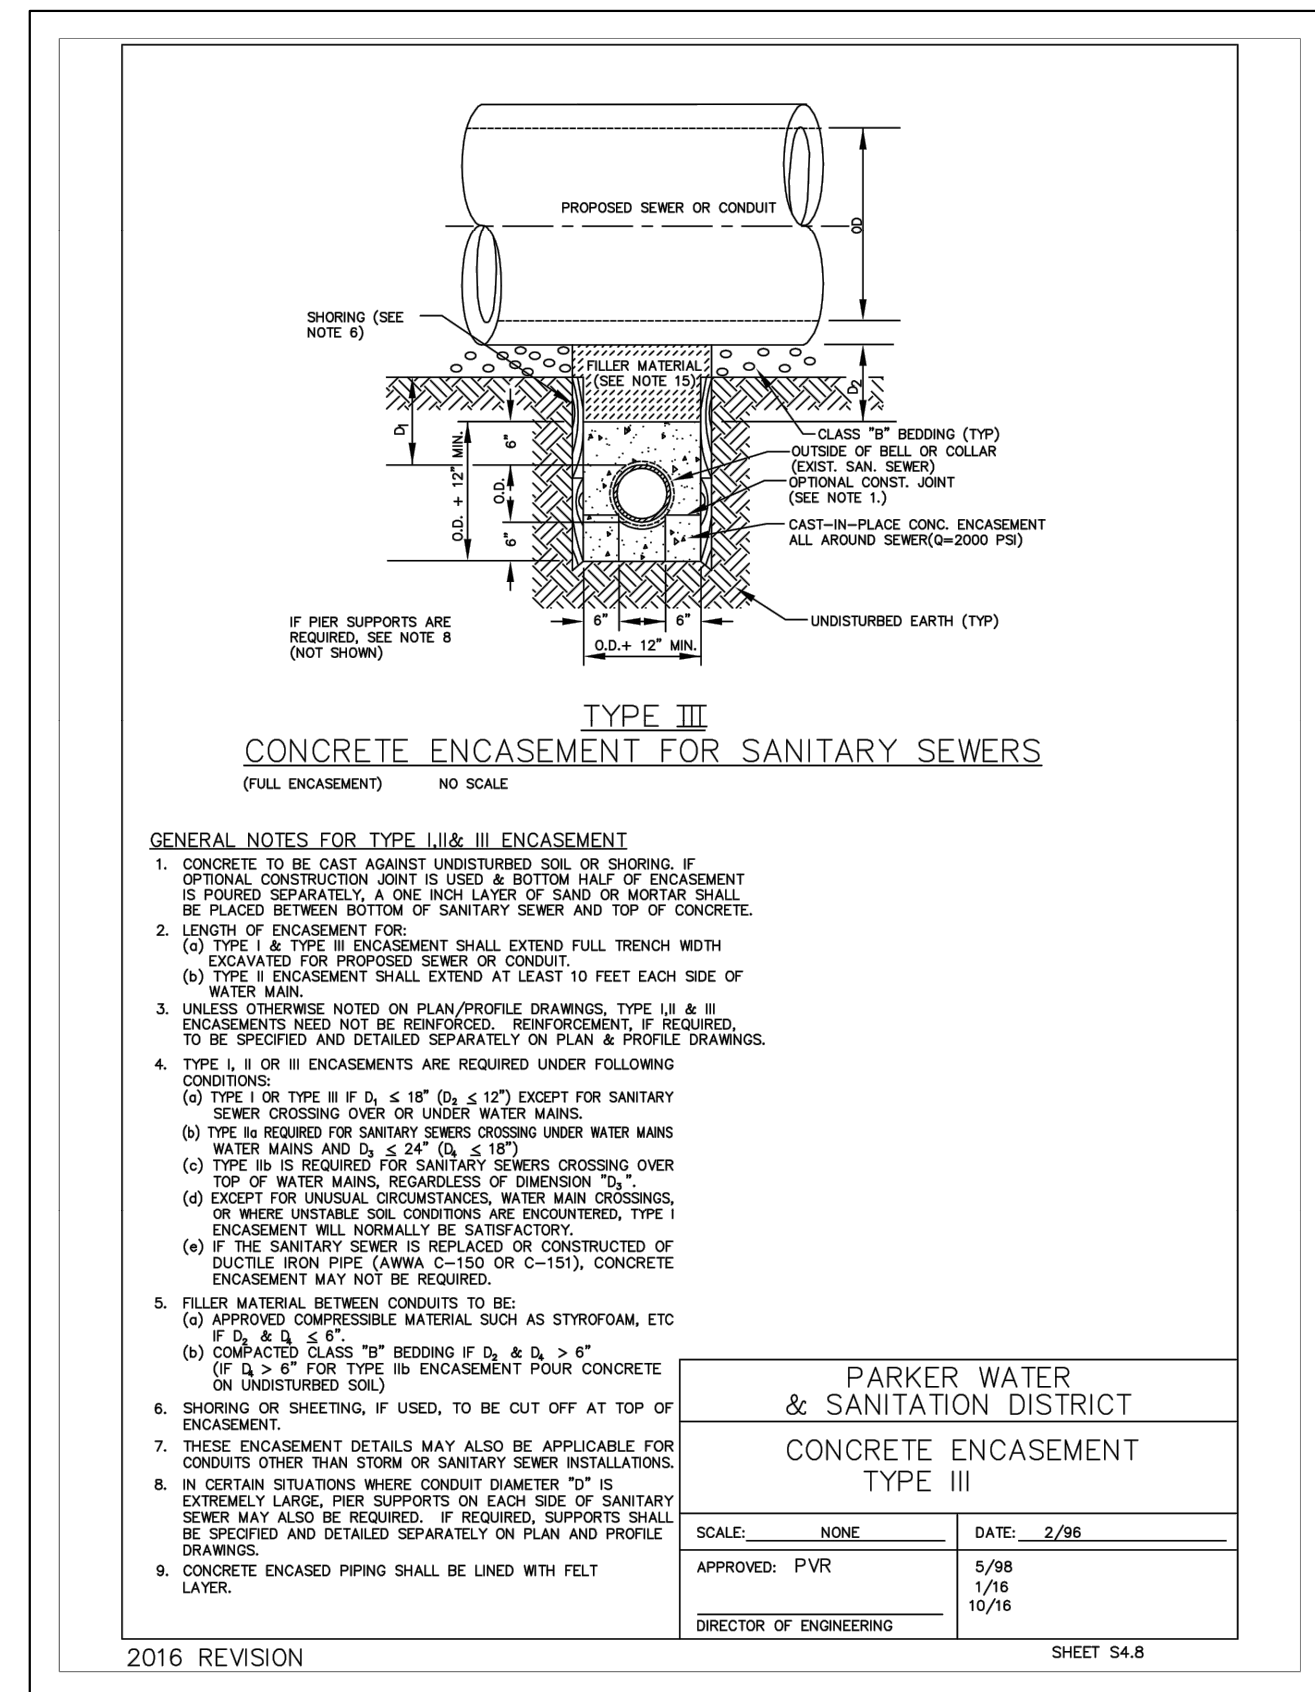 PROPOSED SEWER OR CONDUIT
OD
SHORING (SEE
NOTE 6)
FILLER MATERIAL
(SEE NOTE 15)
D1
D2
CLASS "B" BEDDING (TYP)
OUTSIDE OF BELL OR COLLAR
(EXIST. SAN. SEWER)
OPTIONAL CONST. JOINT
(SEE NOTE 1.)
CAST-IN-PLACE CONC. ENCASEMENT
ALL AROUND SEWER(Q=2000 PSI)
O.D. + 12" MIN.
6"
O.D.
6"
UNDISTURBED EARTH (TYP)
6"
6"
O.D.+ 12" MIN.
IF PIER SUPPORTS ARE
REQUIRED, SEE NOTE 8
(NOT SHOWN)
TYPE III
CONCRETE ENCASEMENT FOR SANITARY SEWERS
(FULL ENCASEMENT) NO SCALE
GENERAL NOTES FOR TYPE I,II& III ENCASEMENT
1. CONCRETE TO BE CAST AGAINST UNDISTURBED SOIL OR SHORING. IF
OPTIONAL CONSTRUCTION JOINT IS USED & BOTTOM HALF OF ENCASEMENT
IS POURED SEPARATELY, A ONE INCH LAYER OF SAND OR MORTAR SHALL
BE PLACED BETWEEN BOTTOM OF SANITARY SEWER AND TOP OF CONCRETE.
2. LENGTH OF ENCASEMENT FOR:
(a) TYPE I & TYPE III ENCASEMENT SHALL EXTEND FULL TRENCH WIDTH
EXCAVATED FOR PROPOSED SEWER OR CONDUIT.
(b) TYPE II ENCASEMENT SHALL EXTEND AT LEAST 10 FEET EACH SIDE OF
WATER MAIN.
3. UNLESS OTHERWISE NOTED ON PLAN/PROFILE DRAWINGS, TYPE I,II & III
ENCASEMENTS NEED NOT BE REINFORCED. REINFORCEMENT, IF REQUIRED,
TO BE SPECIFIED AND DETAILED SEPARATELY ON PLAN & PROFILE DRAWINGS.
4. TYPE I, II OR III ENCASEMENTS ARE REQUIRED UNDER FOLLOWING
CONDITIONS:
(a) TYPE I OR TYPE III IF D1 ≤ 18" (D2 ≤ 12") EXCEPT FOR SANITARY
SEWER CROSSING OVER OR UNDER WATER MAINS.
(b) TYPE IIa REQUIRED FOR SANITARY SEWERS CROSSING UNDER WATER MAINS
WATER MAINS AND D3 ≤ 24" (D4 ≤ 18")
(c) TYPE IIb IS REQUIRED FOR SANITARY SEWERS CROSSING OVER
TOP OF WATER MAINS, REGARDLESS OF DIMENSION "D3".
(d) EXCEPT FOR UNUSUAL CIRCUMSTANCES, WATER MAIN CROSSINGS,
OR WHERE UNSTABLE SOIL CONDITIONS ARE ENCOUNTERED, TYPE I
ENCASEMENT WILL NORMALLY BE SATISFACTORY.
(e) IF THE SANITARY SEWER IS REPLACED OR CONSTRUCTED OF
DUCTILE IRON PIPE (AWWA C-150 OR C-151), CONCRETE
ENCASEMENT MAY NOT BE REQUIRED.
5. FILLER MATERIAL BETWEEN CONDUITS TO BE:
(a) APPROVED COMPRESSIBLE MATERIAL SUCH AS STYROFOAM, ETC
IF D2 & D4 ≤ 6".
(b) COMPACTED CLASS "B" BEDDING IF D2 & D4 > 6"
(IF D4 > 6" FOR TYPE IIb ENCASEMENT POUR CONCRETE
ON UNDISTURBED SOIL)
6. SHORING OR SHEETING, IF USED, TO BE CUT OFF AT TOP OF
ENCASEMENT.
7. THESE ENCASEMENT DETAILS MAY ALSO BE APPLICABLE FOR
CONDUITS OTHER THAN STORM OR SANITARY SEWER INSTALLATIONS.
8. IN CERTAIN SITUATIONS WHERE CONDUIT DIAMETER "D" IS
EXTREMELY LARGE, PIER SUPPORTS ON EACH SIDE OF SANITARY
SEWER MAY ALSO BE REQUIRED. IF REQUIRED, SUPPORTS SHALL
BE SPECIFIED AND DETAILED SEPARATELY ON PLAN AND PROFILE
DRAWINGS.
9. CONCRETE ENCASED PIPING SHALL BE LINED WITH FELT
LAYER.
PARKER WATER
& SANITATION DISTRICT
CONCRETE ENCASEMENT
TYPE III
SCALE: NONE
DATE: 2/96
APPROVED: PVR
5/98
1/16
10/16
DIRECTOR OF ENGINEERING
2016 REVISION
SHEET S4.8